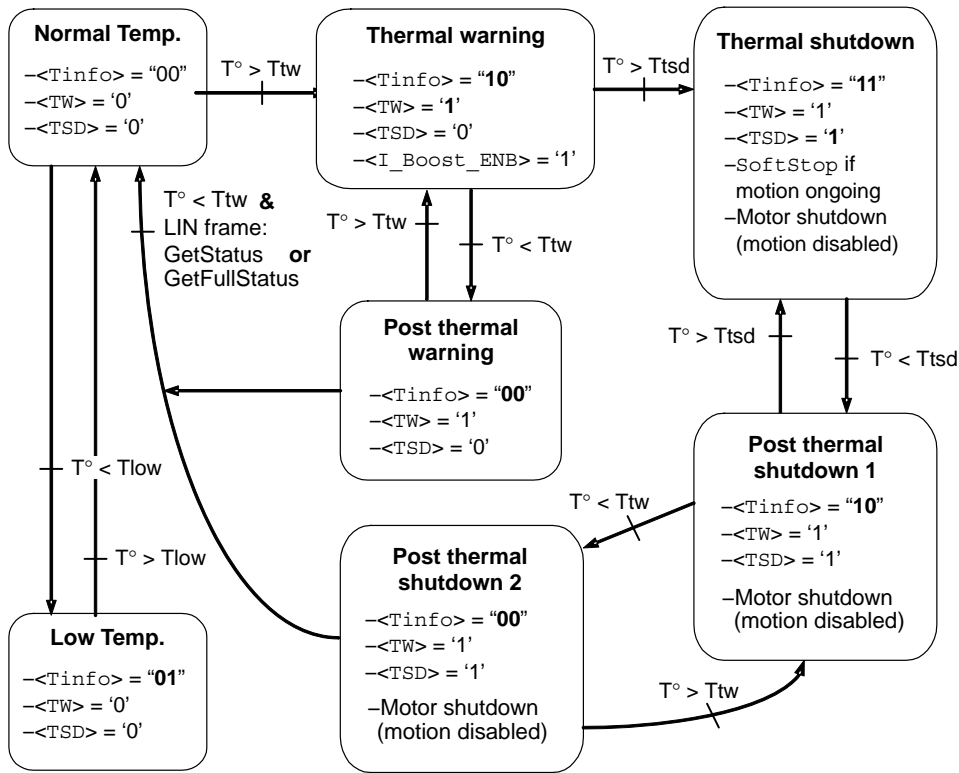 Normal Temp.
–<Tinfo> = “00”
–<TW> = ‘0’
–<TSD> = ‘0’
T° > Ttw
Thermal warning
–<Tinfo> = “10”
–<TW> = ‘1’
–<TSD> = ‘0’
–<I_Boost_ENB> = ‘1’
T° > Ttsd
Thermal shutdown
–<Tinfo> = “11”
–<TW> = ‘1’
–<TSD> = ‘1’
–SoftStop if
motion ongoing
–Motor shutdown
(motion disabled)
T° < Ttw &
LIN frame:
GetStatus or
GetFullStatus
T° > Ttw
T° < Ttw
Post thermal
warning
–<Tinfo> = “00”
–<TW> = ‘1’
–<TSD> = ‘0’
T° > Ttsd
T° < Ttsd
Post thermal
shutdown 1
–<Tinfo> = “10”
–<TW> = ‘1’
–<TSD> = ‘1’
–Motor shutdown
(motion disabled)
T° < Ttw
T° < Tlow
T° > Tlow
Post thermal
shutdown 2
–<Tinfo> = “00”
–<TW> = ‘1’
–<TSD> = ‘1’
–Motor shutdown
(motion disabled)
T° > Ttw
Low Temp.
–<Tinfo> = “01”
–<TW> = ‘0’
–<TSD> = ‘0’